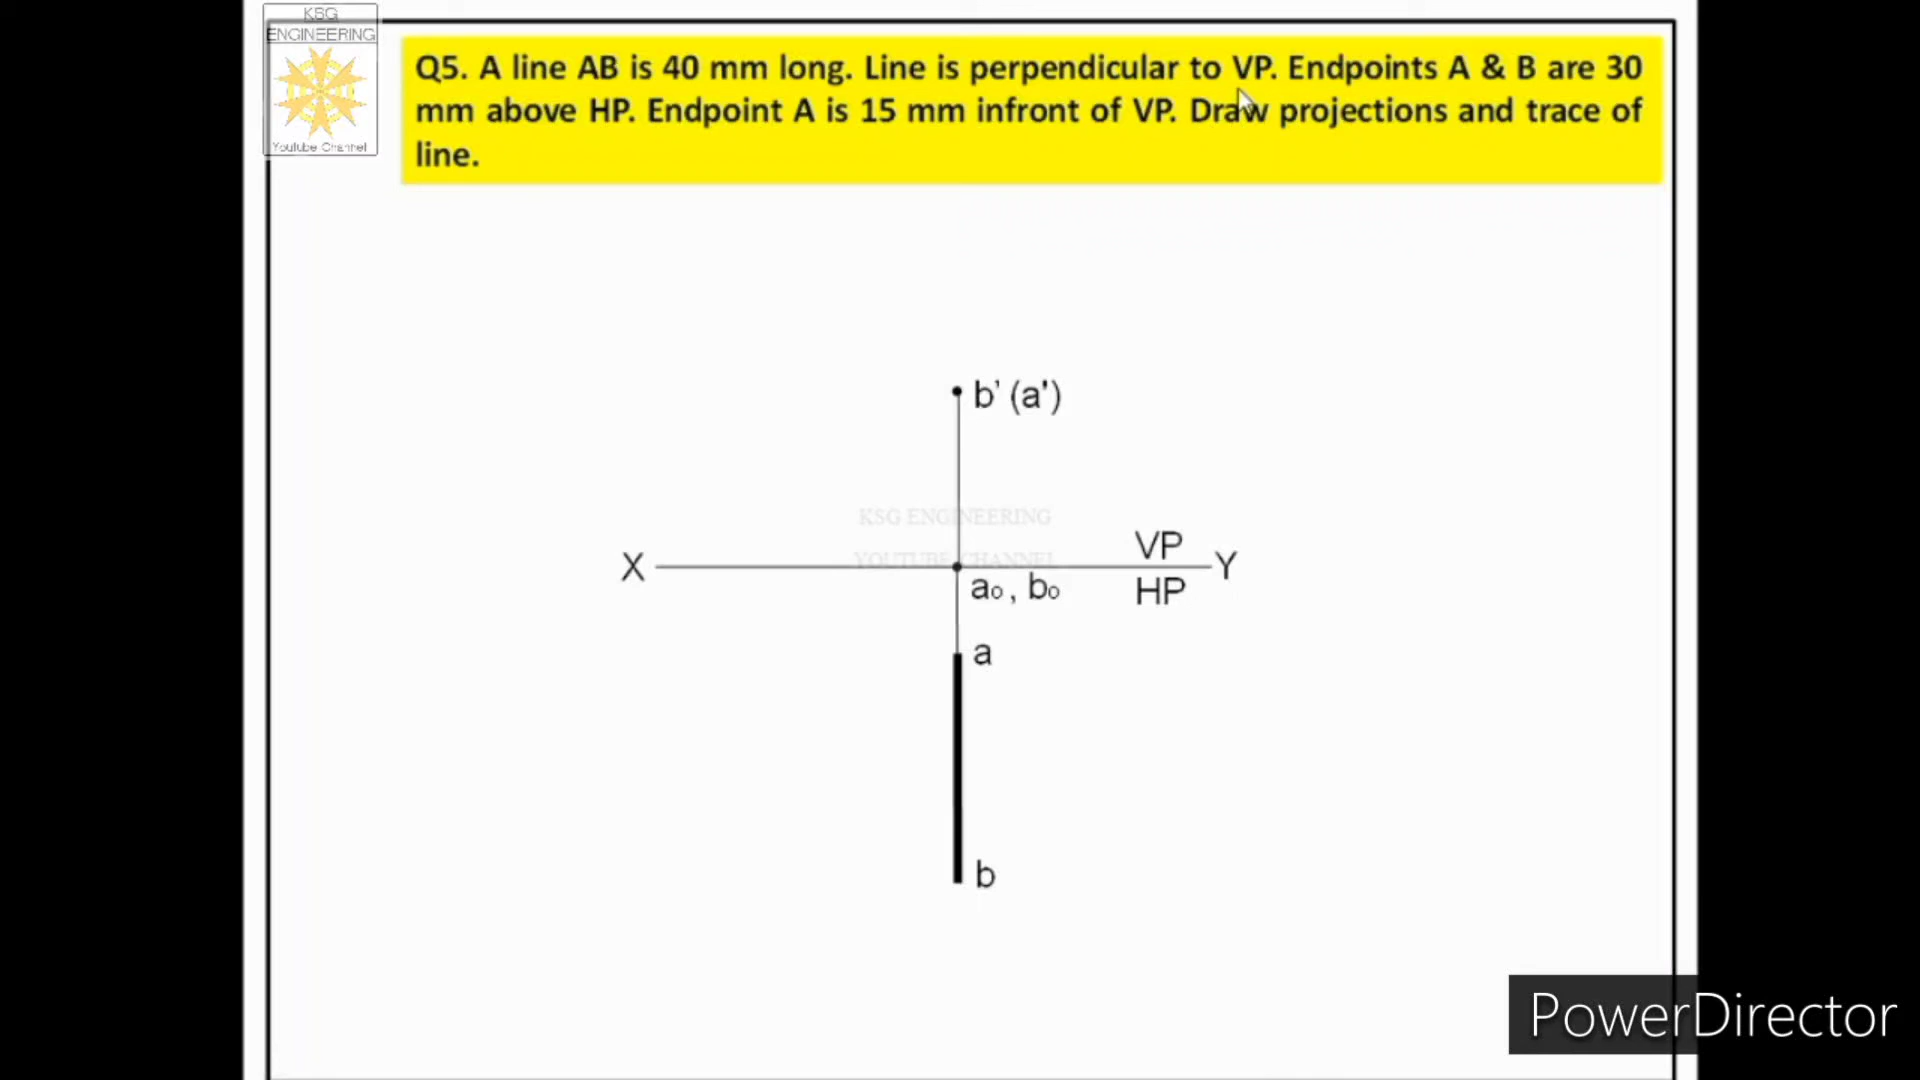 KSG
ENGINEERING
Youtube Channel
Q5. A line AB is 40 mm long. Line is perpendicular to VP. Endpoints A & B are 30
mm above HP. Endpoint A is 15 mm infront of VP. Draw projections and trace of
line.
b' (a')
KSG ENGINEERING
YOUTUBE CHANNEL
X
VP
Y
a₀ , b₀
HP
a
b
PowerDirector